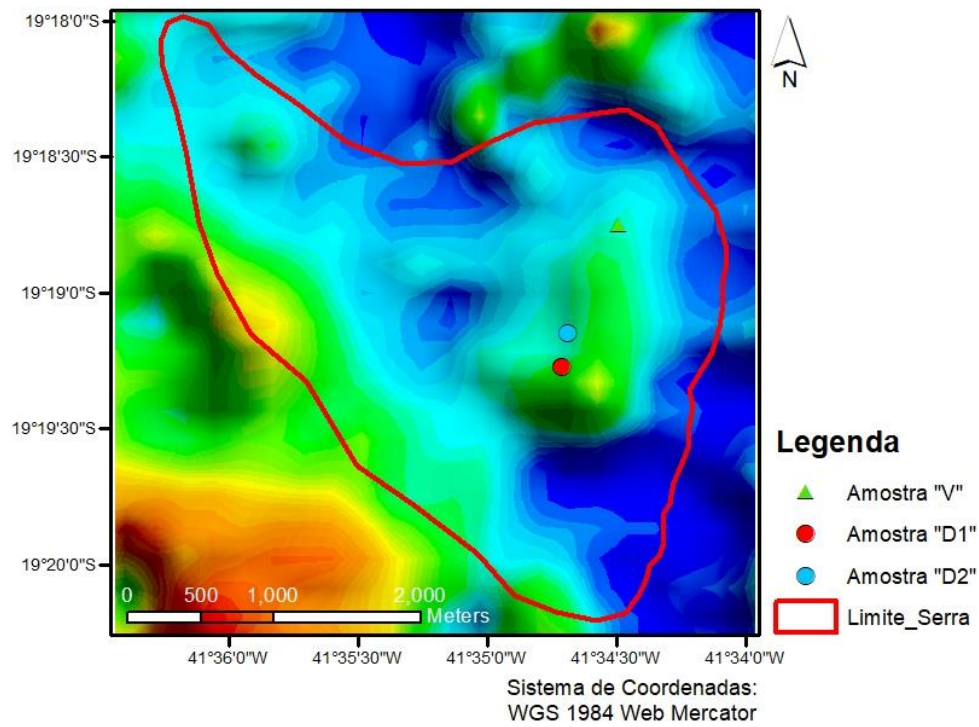 19°18'0"S
19°18'30"S
19°19'0"S
19°19'30"S
19°20'0"S
N
0 500 1,000 2,000
Meters
41°36'0"W 41°35'30"W 41°35'0"W 41°34'30"W 41°34'0"W
Sistema de Coordenadas:
WGS 1984 Web Mercator
Legenda
Amostra "V"
Amostra "D1"
Amostra "D2"
Limite_Serra